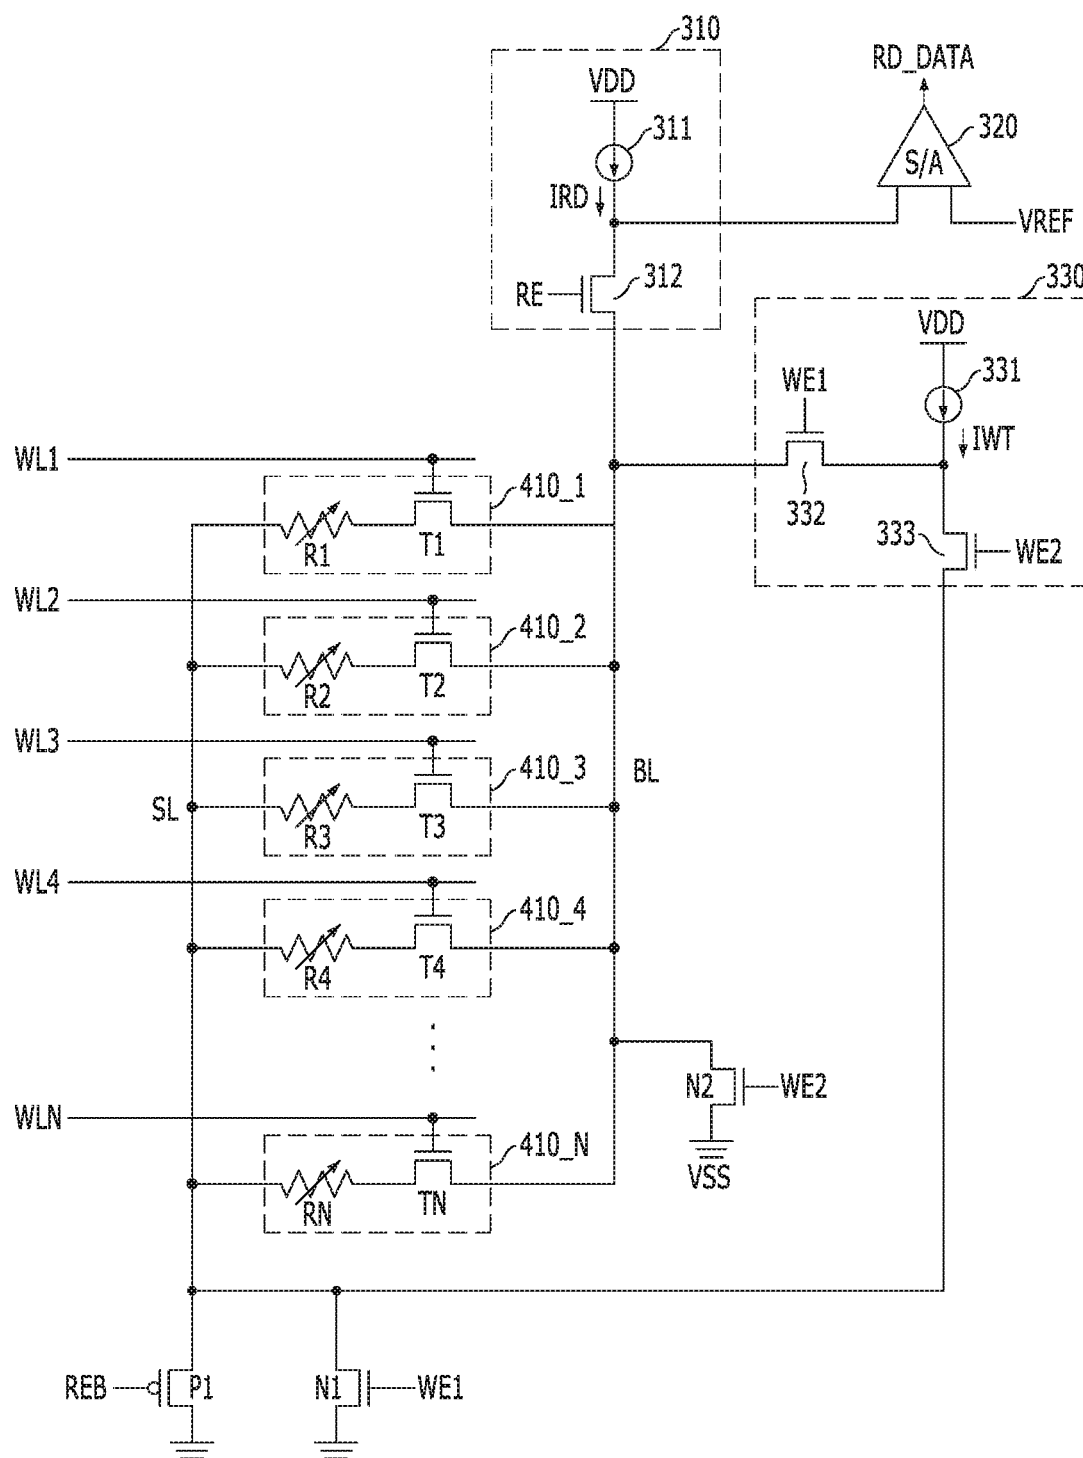 310
RD_DATA
VDD
311
320
S/A
IRD
VREF
RE
312
330
VDD
WE1
331
IWT
332
333
WE2
WL1
410_1
R1
T1
WL2
410_2
R2
T2
WL3
410_3
BL
SL
R3
T3
WL4
410_4
R4
T4
N2
WE2
VSS
WLN
410_N
RN
TN
REB
P1
N1
WE1